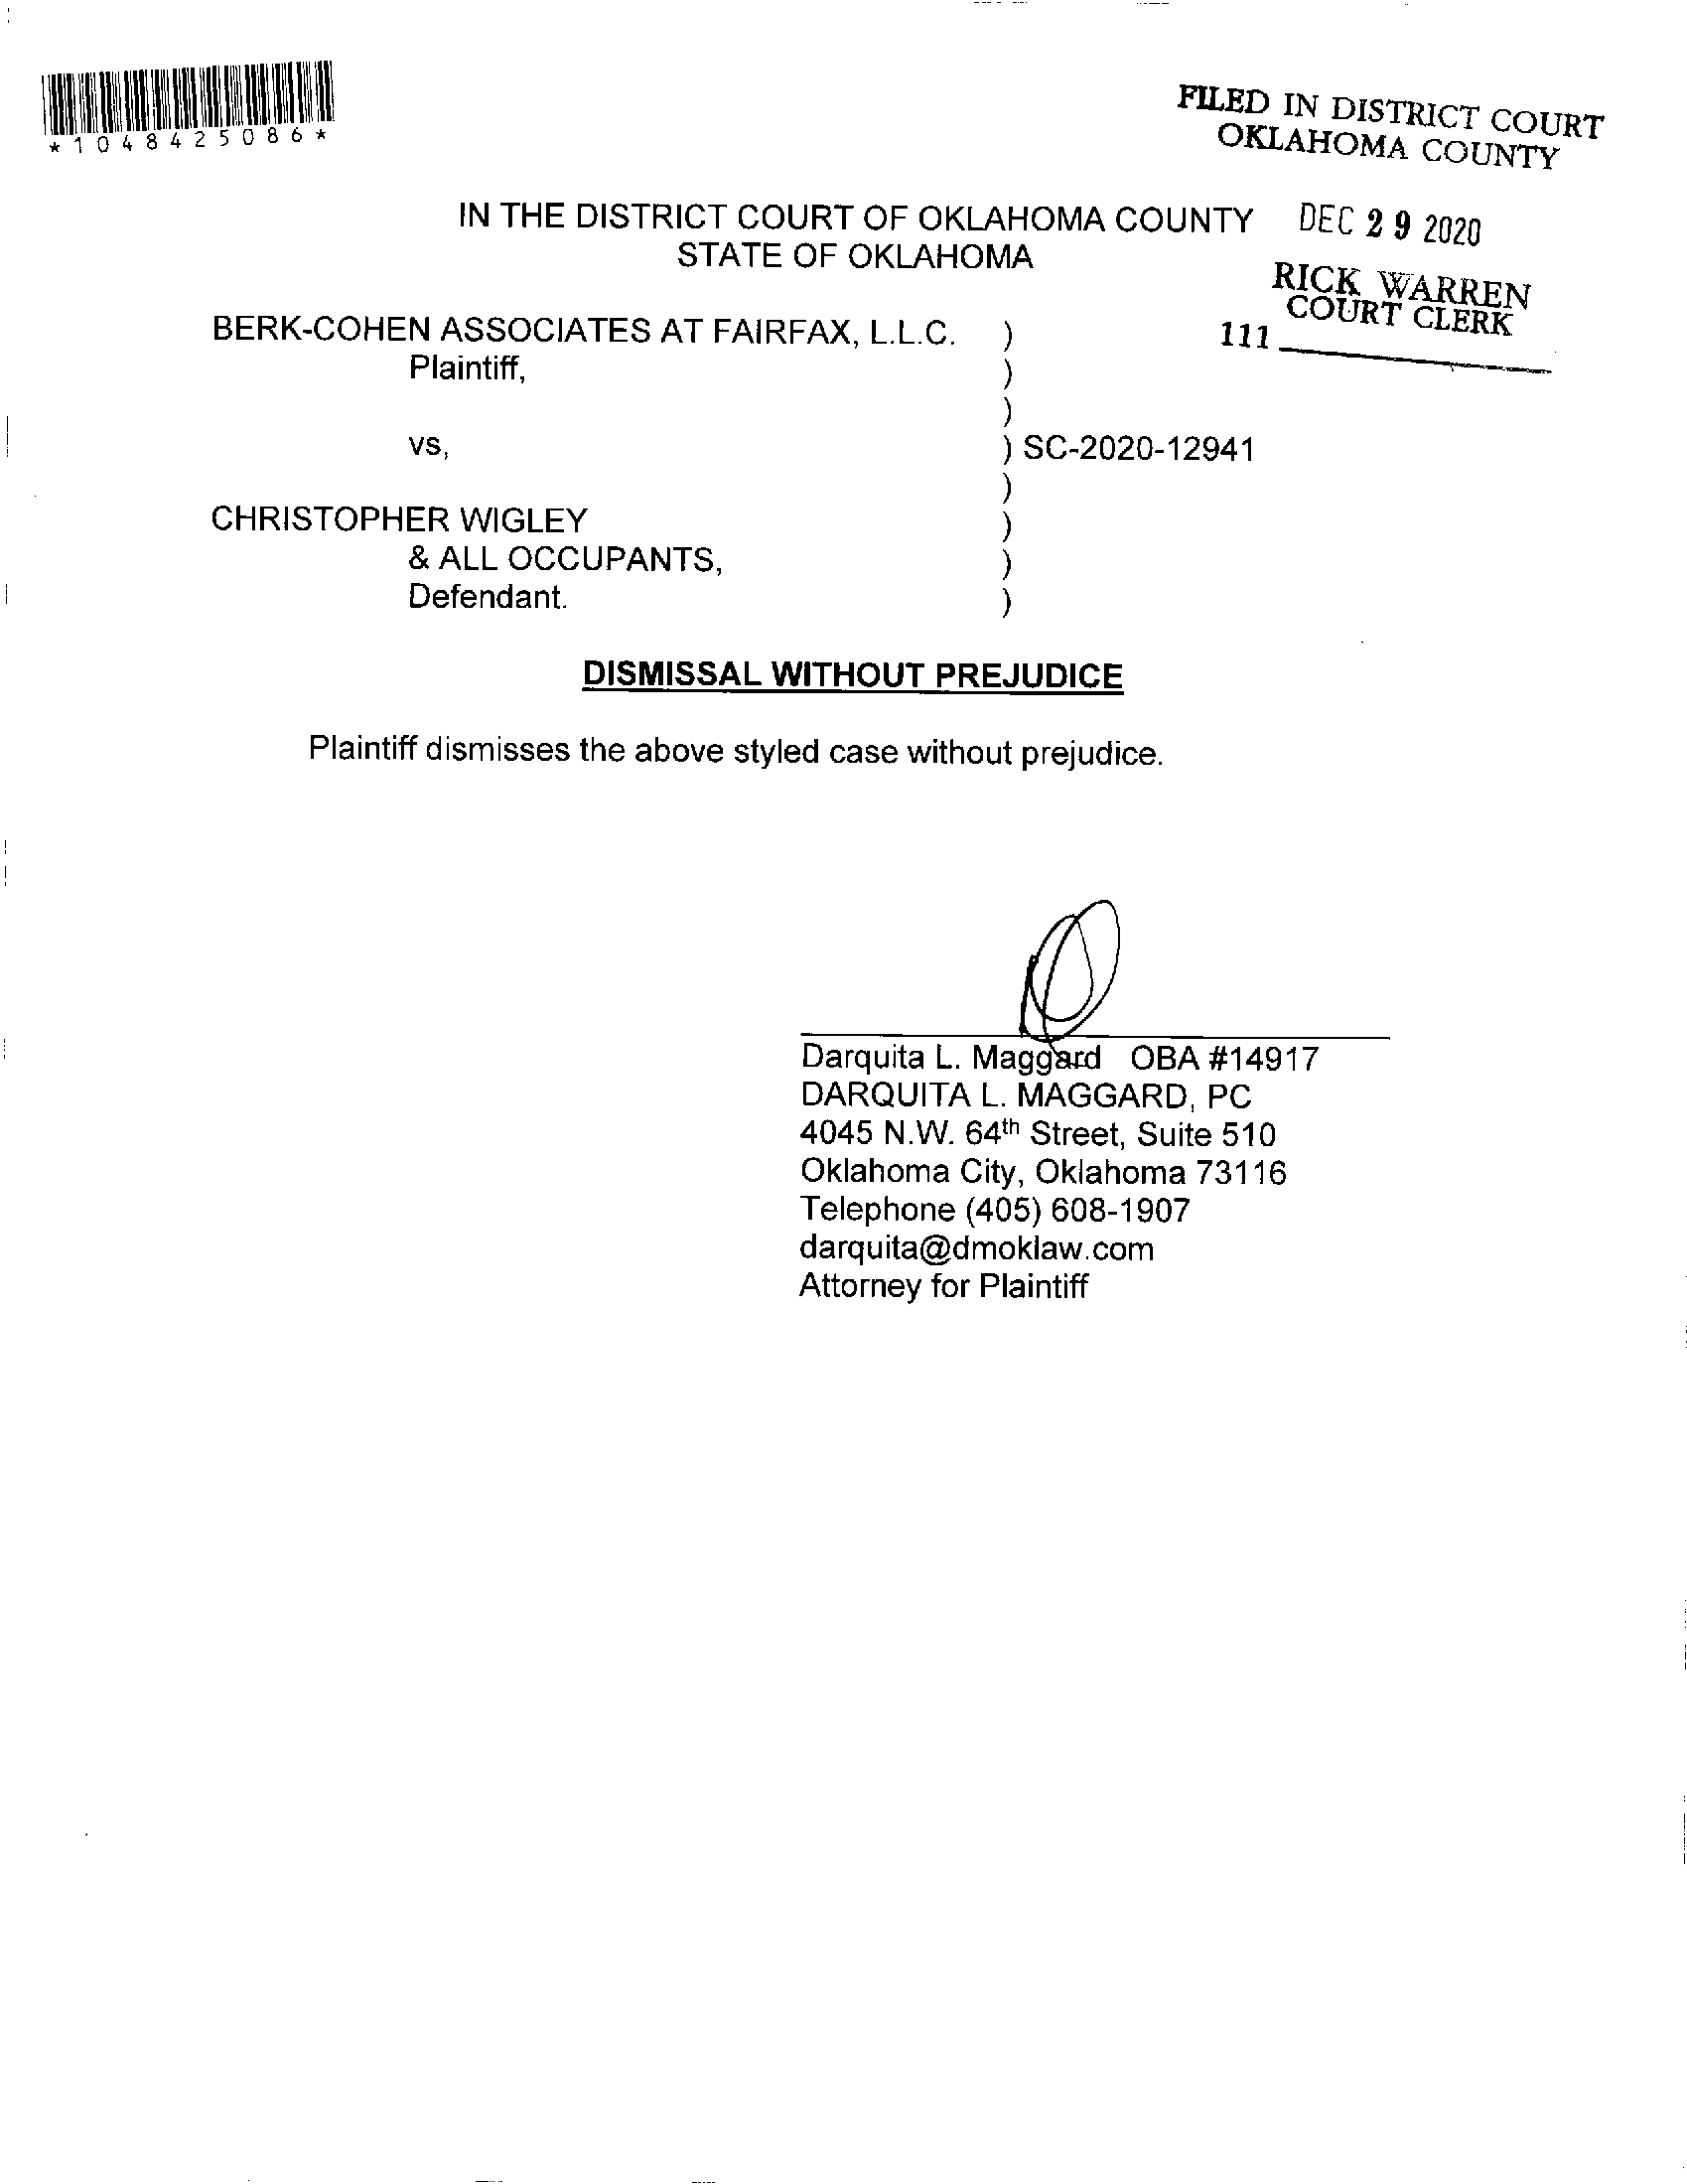 *1048425086*
FILED IN DISTRICT COURT
OKLAHOMA COUNTY
DEC 29 2020
RICK WARREN
COURT CLERK
111
IN THE DISTRICT COURT OF OKLAHOMA COUNTY
STATE OF OKLAHOMA
BERK-COHEN ASSOCIATES AT FAIRFAX, L.L.C. )
Plaintiff, )
)
vs, ) SC-2020-12941
)
CHRISTOPHER WIGLEY )
& ALL OCCUPANTS, )
Defendant. )
DISMISSAL WITHOUT PREJUDICE
Plaintiff dismisses the above styled case without prejudice.
Darquita L. Maggard OBA #14917
DARQUITA L. MAGGARD, PC
4045 N.W. 64th Street, Suite 510
Oklahoma City, Oklahoma 73116
Telephone (405) 608-1907
darquita@dmoklaw.com
Attorney for Plaintiff